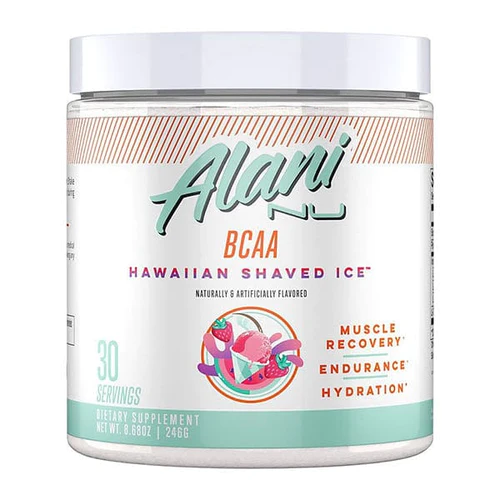 Alani
NU
BCAA
HAWAIIAN SHAVED ICE™
NATURALLY & ARTIFICIALLY FLAVORED
MUSCLE
RECOVERY*
ENDURANCE*
HYDRATION*
30
SERVINGS
DIETARY SUPPLEMENT
NET WT. 8.68OZ | 246G